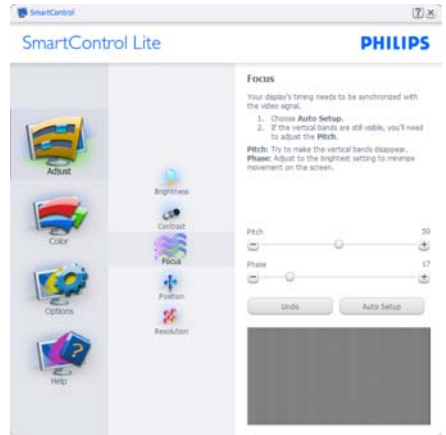 SmartControl
SmartControl Lite
PHILIPS
Adjust
Color
Options
Help
Brightness
Contrast
Focus
Position
Resolution
Focus
Your display's timing needs to be synchronized with
the video signal.
1. Choose Auto Setup.
2. If the vertical bands are still visible, you'll need
to adjust the Pitch.
Pitch: Try to make the vertical bands disappear.
Phase: Adjust to the brightest setting to minimize
movement on the screen.
Pitch 50
Phase 17
Undo
Auto Setup